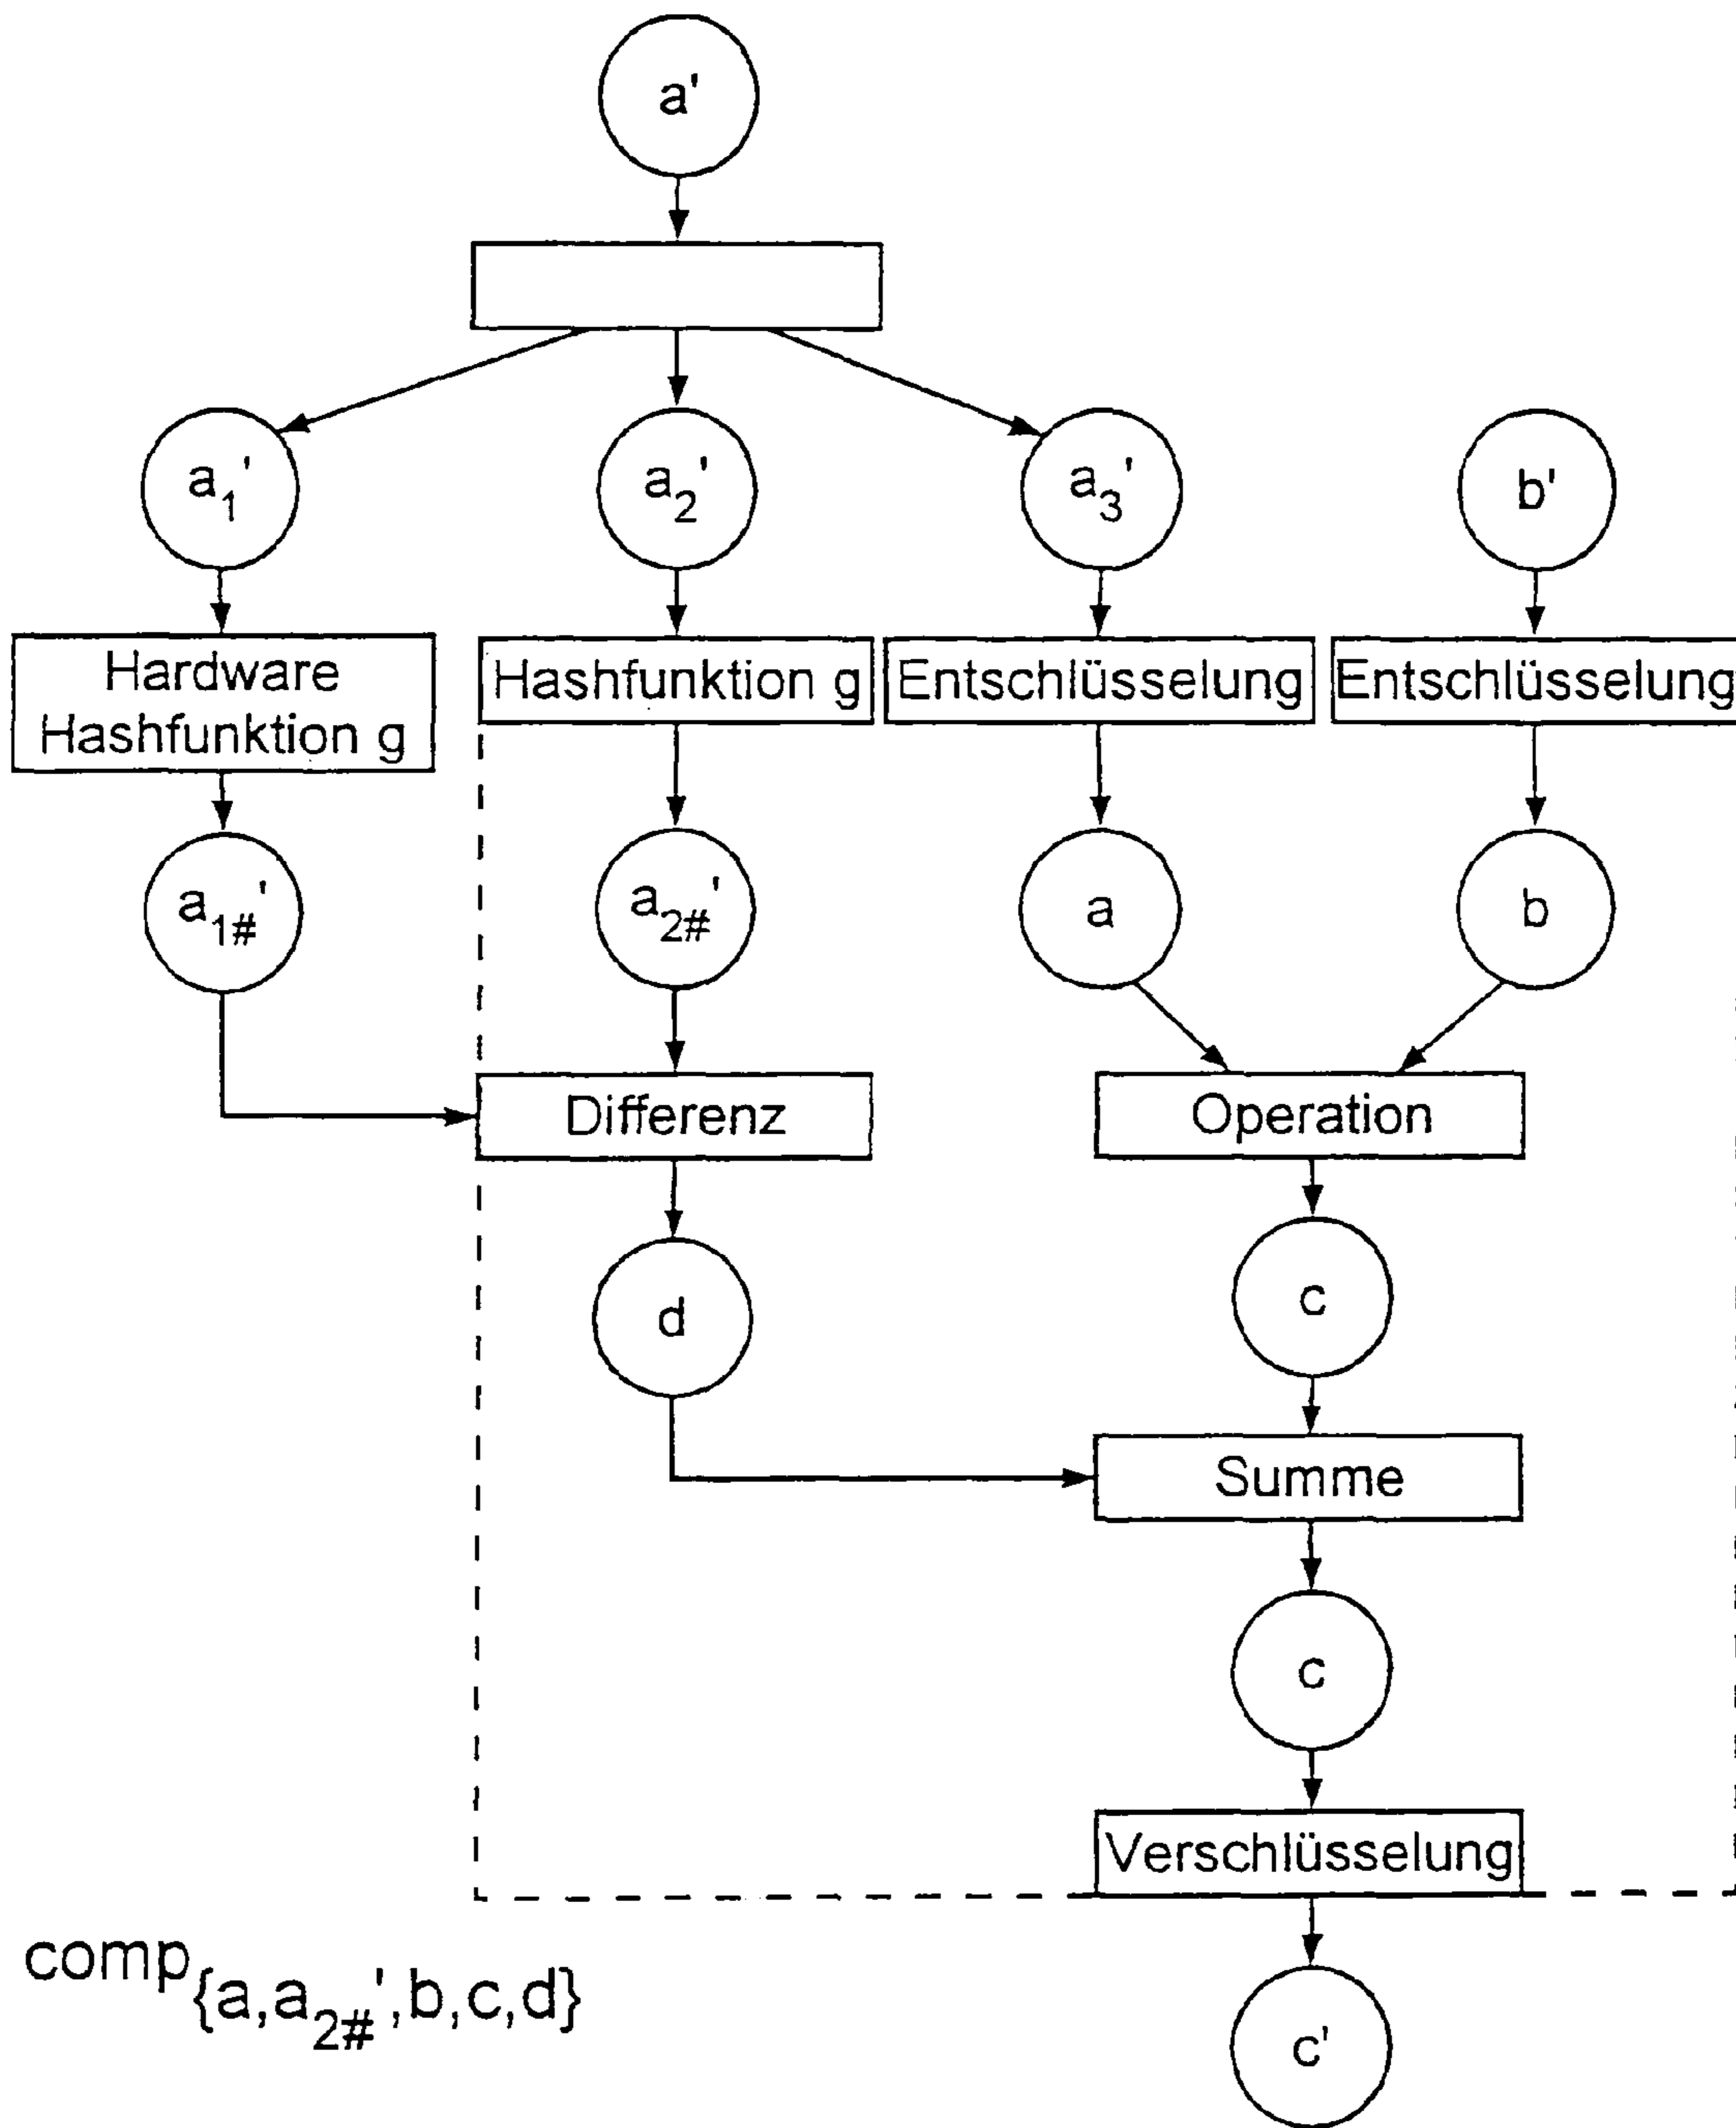 a'
a₁'
a₂'
a₃'
b'
Hardware
Hashfunktion g
Hashfunktion g
Entschlüsselung
Entschlüsselung
a₁#'
a₂#'
a
b
Differenz
Operation
d
c
Summe
c
Verschlüsselung
comp{a,a₂#',b,c,d}
c'